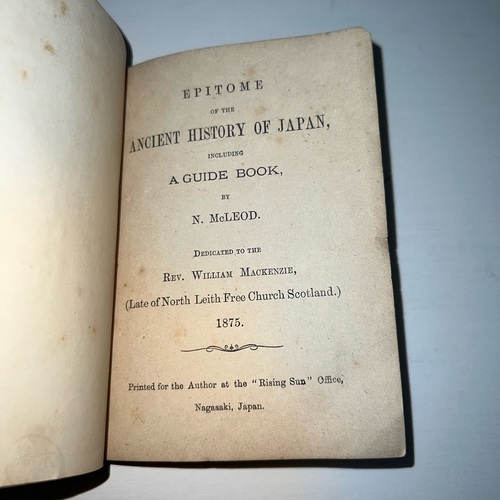 EPITOME
OF THE
ANCIENT HISTORY OF JAPAN,
INCLUDING
A GUIDE BOOK,
BY
N. McLEOD.
DEDICATED TO THE
REV. WILLIAM MACKENZIE,
(Late of North Leith Free Church Scotland.)
1875.
Printed for the Author at the "Rising Sun" Office,
Nagasaki, Japan.